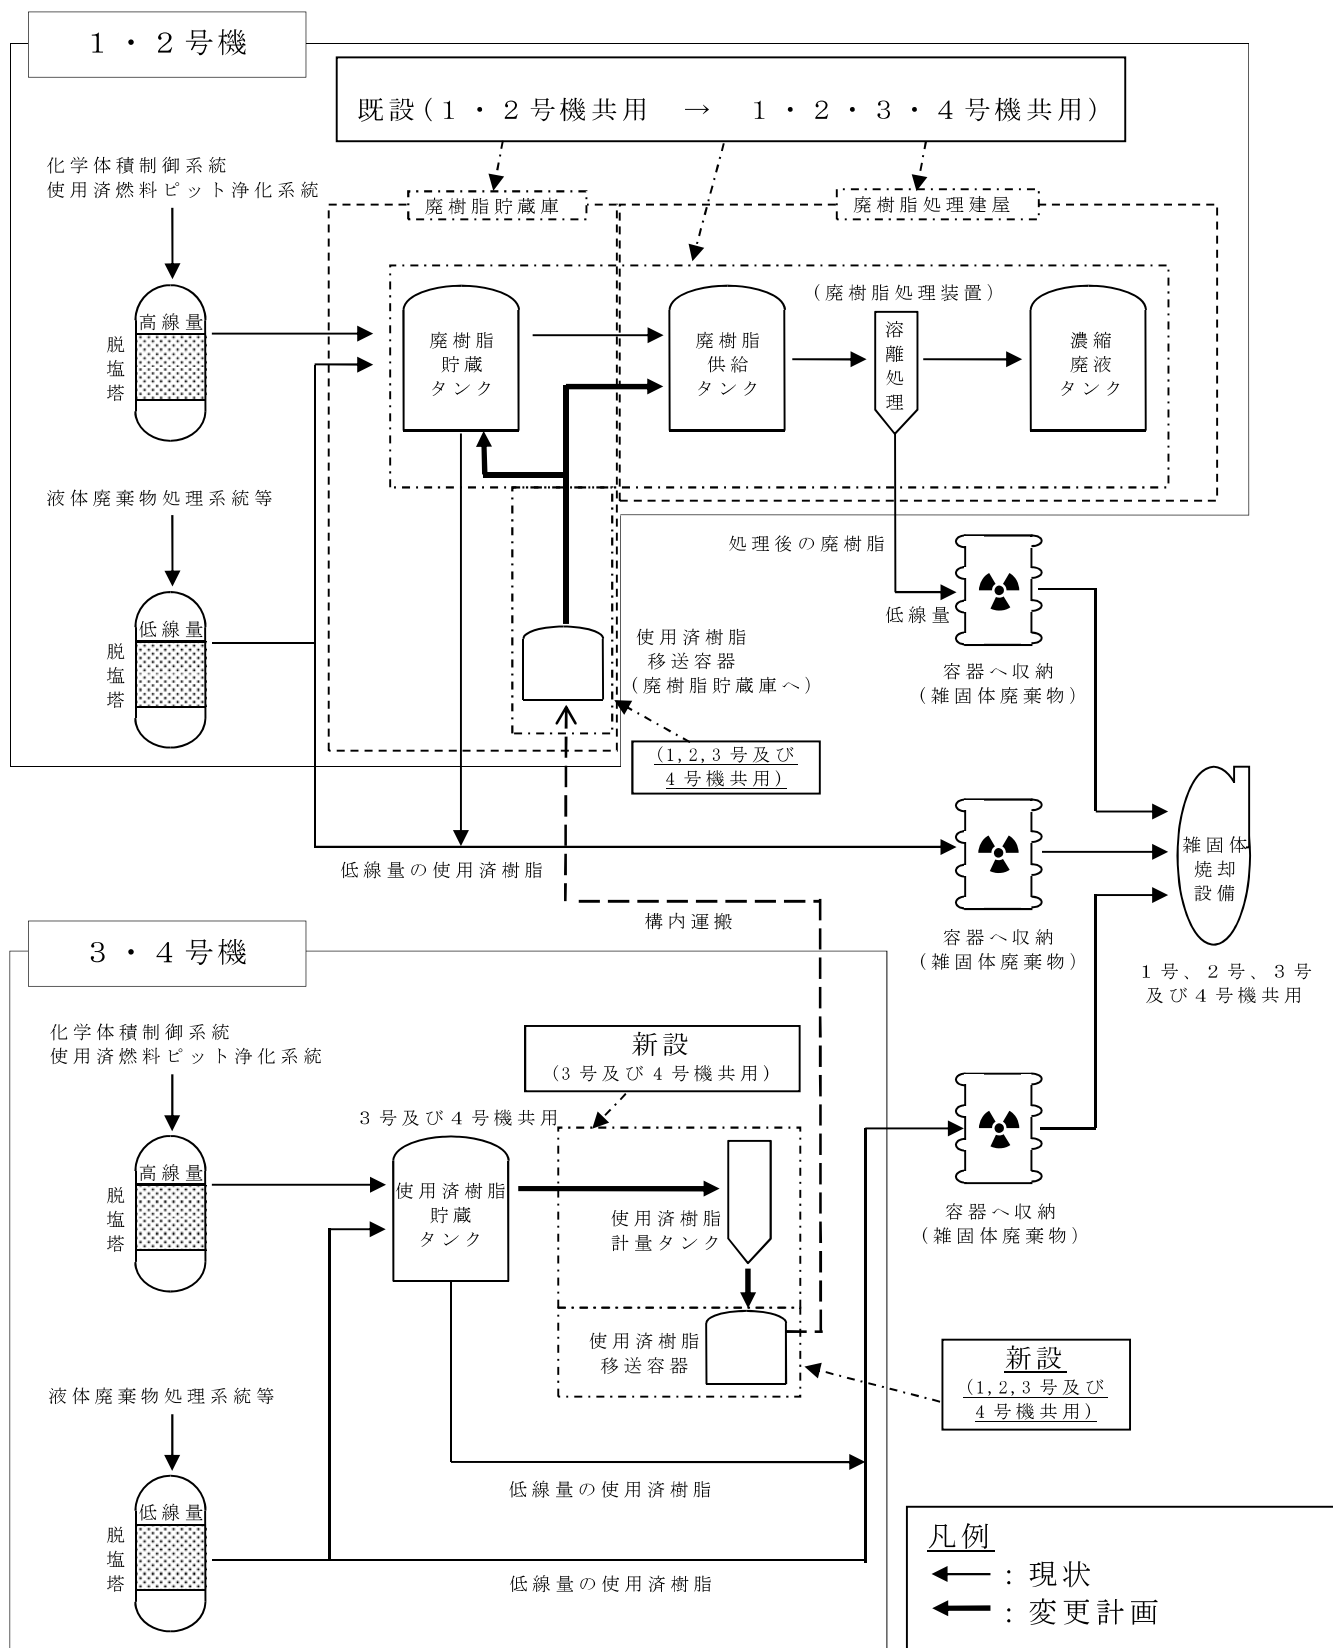 １・２号機
既設(１・２号機共用　→　１・２・３・４号機共用)
化学体積制御系統
使用済燃料ピット浄化系統
廃樹脂貯蔵庫
廃樹脂処理建屋
(廃樹脂処理装置)
高線量
脱
塩
塔
廃樹脂
貯蔵
タンク
廃樹脂
供給
タンク
溶
離
処
理
濃縮
廃液
タンク
液体廃棄物処理系統等
処理後の廃樹脂
低線量
低線量
脱
塩
塔
使用済樹脂
移送容器
(廃樹脂貯蔵庫へ)
容器へ収納
(雑固体廃棄物)
(1,2,3号及び
4号機共用)
低線量の使用済樹脂
雑固体
焼却
設備
構内運搬
容器へ収納
(雑固体廃棄物)
1号、2号、3号
及び4号機共用
３・４号機
化学体積制御系統
使用済燃料ピット浄化系統
新設
(3号及び4号機共用)
3号及び4号機共用
高線量
脱
塩
塔
使用済樹脂
貯蔵
タンク
使用済樹脂
計量タンク
容器へ収納
(雑固体廃棄物)
使用済樹脂
移送容器
新設
(1,2,3号及び
4号機共用)
液体廃棄物処理系統等
低線量の使用済樹脂
低線量
脱
塩
塔
低線量の使用済樹脂
凡例
：現状
：変更計画